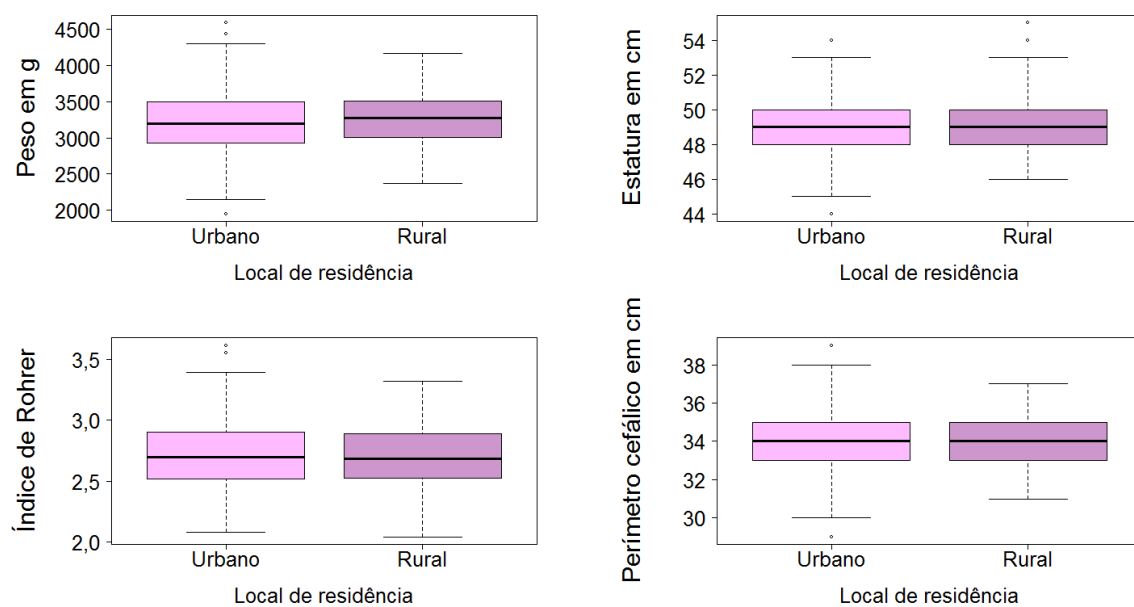 Peso em g
4500
4000
3500
3000
2500
2000
Urbano Rural
Local de residência
Estatura em cm
54
52
50
48
46
44
Urbano Rural
Local de residência
Índice de Rohrer
3,5
3,0
2,5
2,0
Urbano Rural
Local de residência
Perímetro cefálico em cm
38
36
34
32
30
Urbano Rural
Local de residência